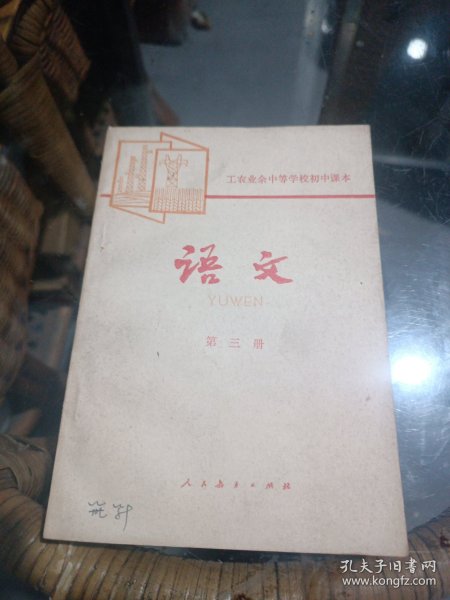 工农业余中等学校初中课本
语文
YUWEN
第三册
人民教育出版社
孔夫子旧书网
www.kongfz.com